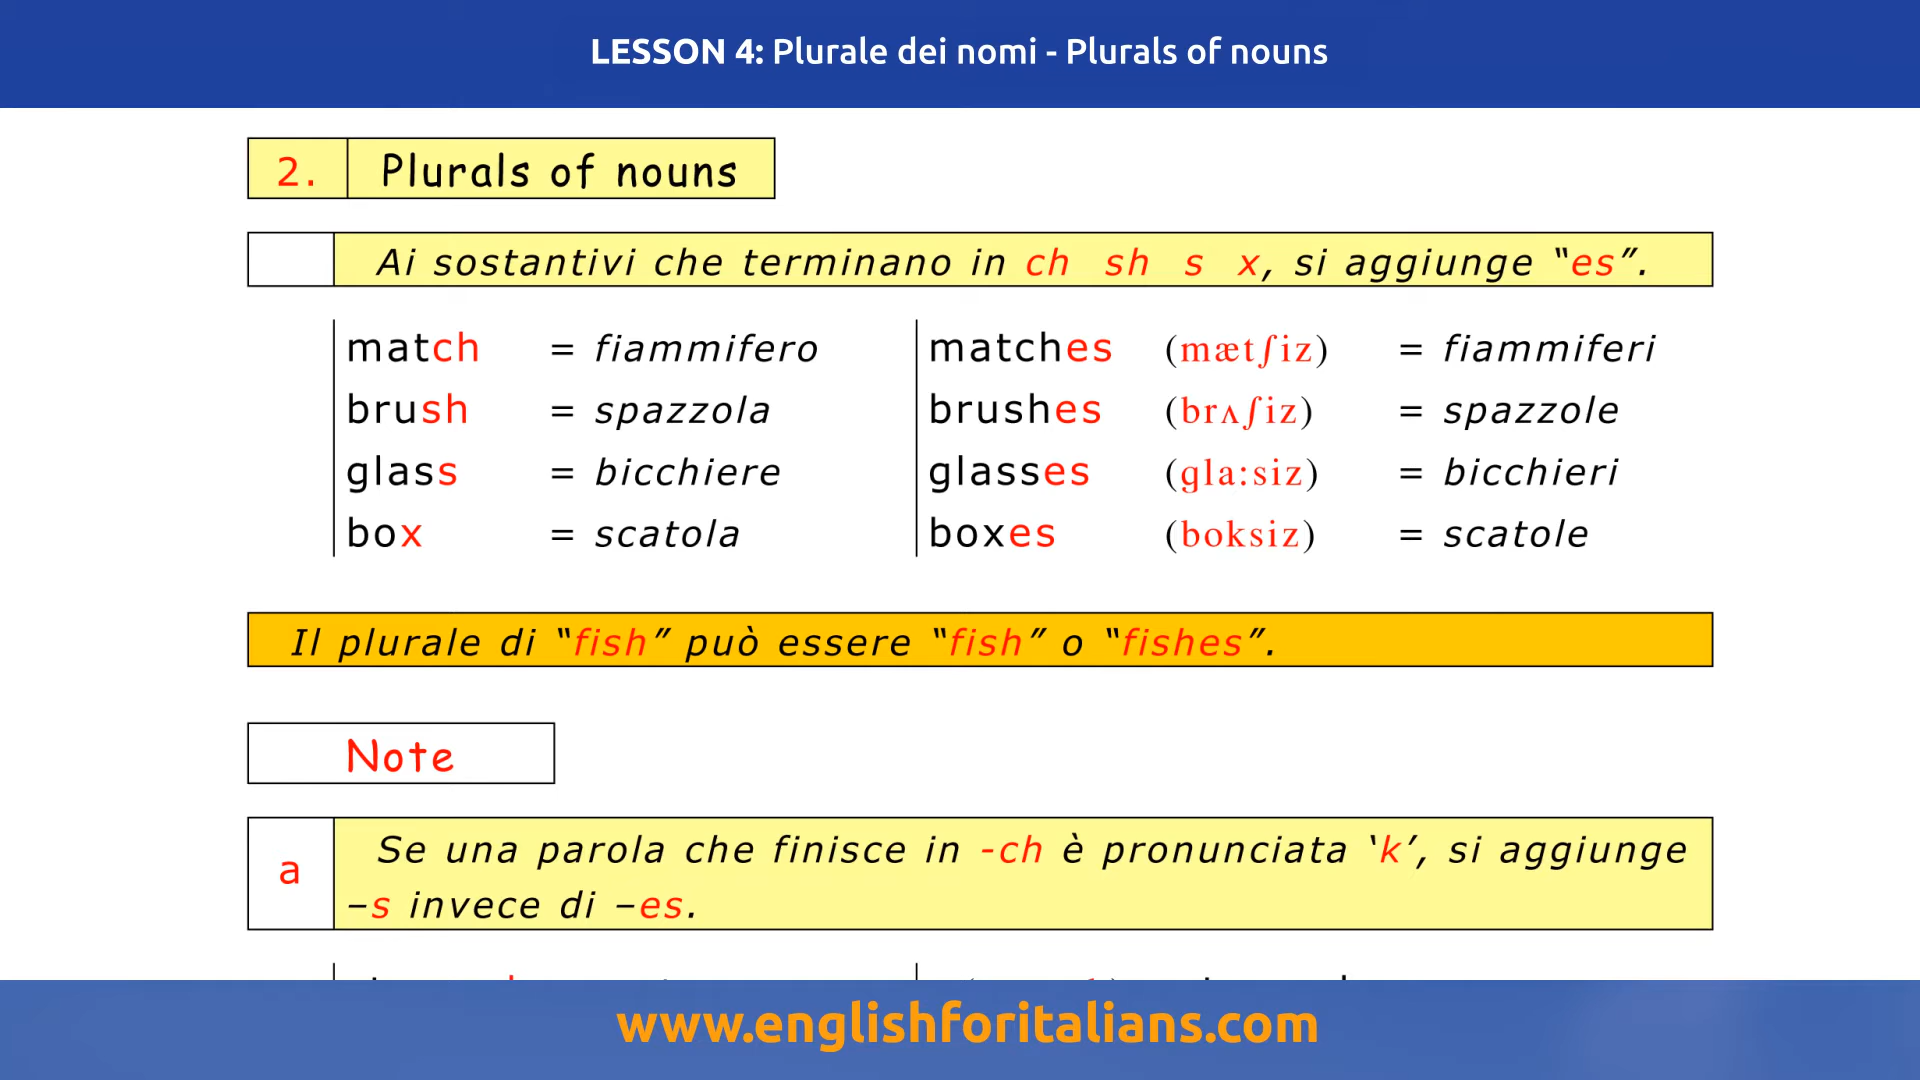 LESSON 4: Plurale dei nomi - Plurals of nouns
2. Plurals of nouns
Ai sostantivi che terminano in ch sh s x, si aggiunge “es”.
match = fiammifero matches (mætʃiz) = fiammiferi
brush = spazzola brushes (brʌʃiz) = spazzole
glass = bicchiere glasses (gla:siz) = bicchieri
box = scatola boxes (boksiz) = scatole
Il plurale di “fish” può essere “fish” o “fishes”.
Note
a Se una parola che finisce in -ch è pronunciata ‘k’, si aggiunge
–s invece di –es.
www.englishforitalians.com